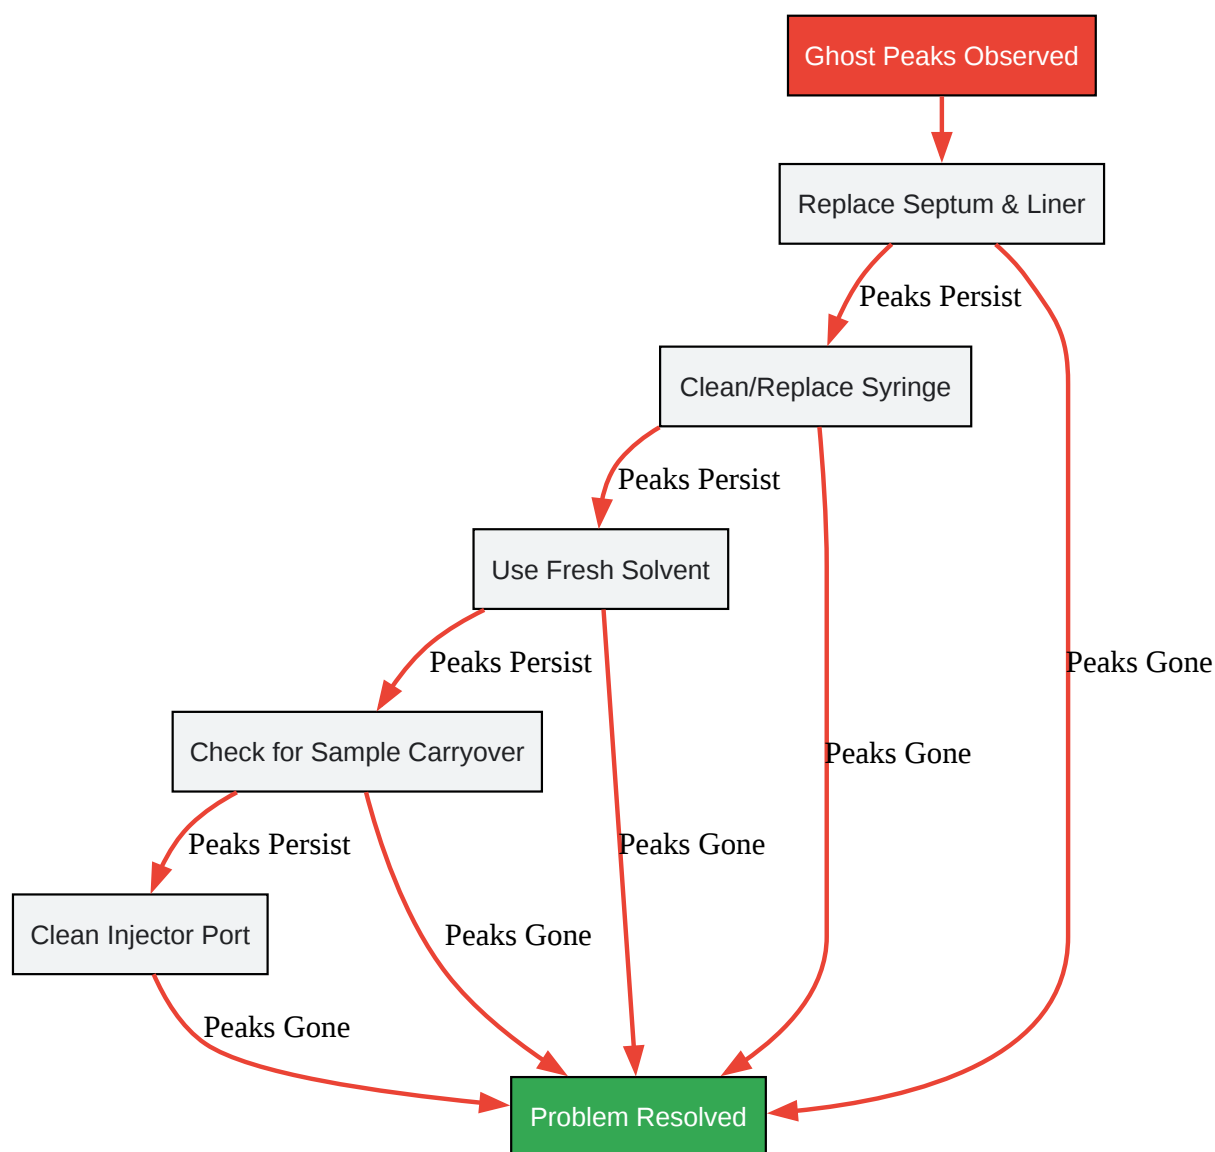 Ghost Peaks Observed
Replace Septum & Liner
Peaks Persist
Clean/Replace Syringe
Peaks Persist
Use Fresh Solvent
Peaks Persist
Peaks Gone
Check for Sample Carryover
Peaks Gone
Peaks Persist
Peaks Gone
Clean Injector Port
Peaks Gone
Peaks Gone
Problem Resolved